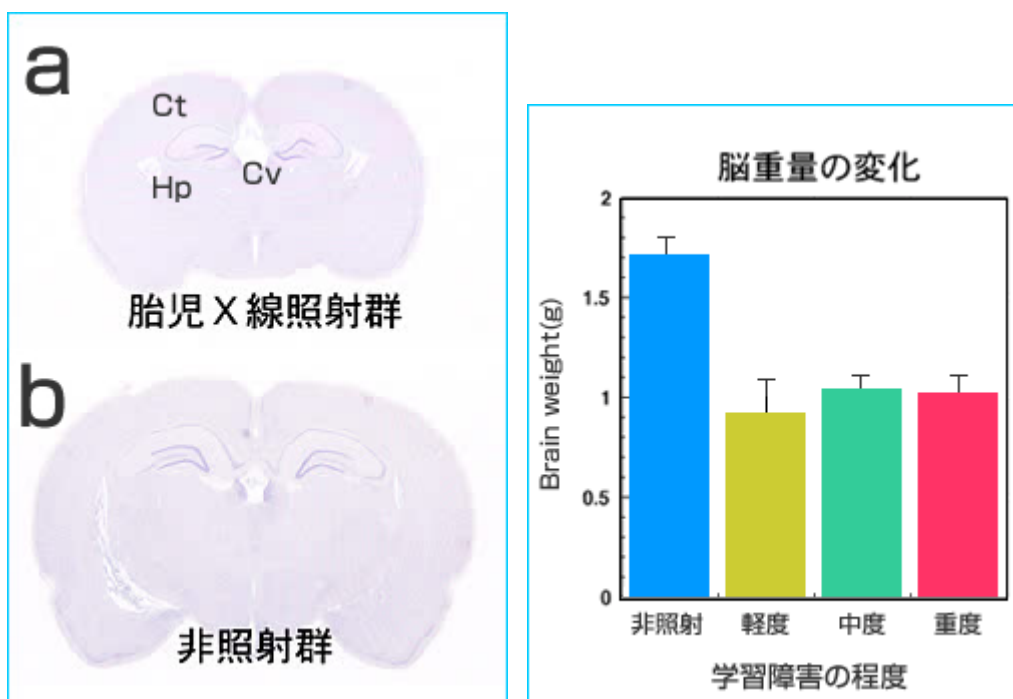 a
Ct
Hp
Cv
胎児X線照射群
b
非照射群
脳重量の変化
Brain weight(g)
2
1.5
1
0.5
0
非照射 軽度 中度 重度
学習障害の程度